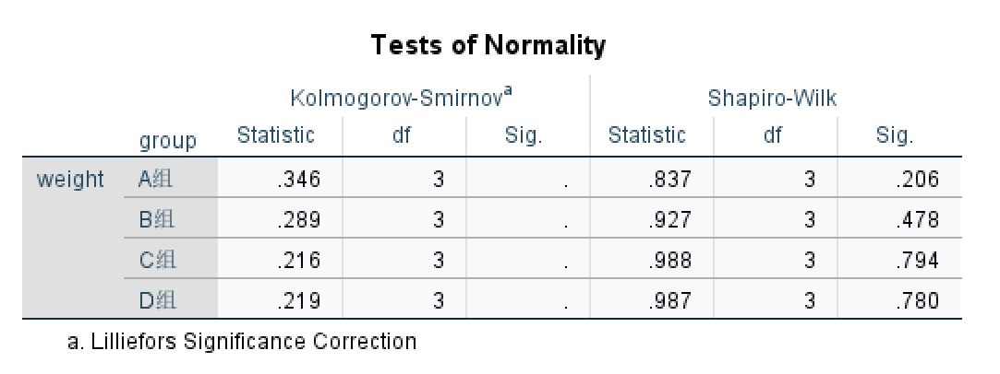 Tests of Normality
Kolmogorov-Smirnovᵃ Shapiro-Wilk
group Statistic df Sig. Statistic df Sig.
weight A组 .346 3 . .837 3 .206
B组 .289 3 . .927 3 .478
C组 .216 3 . .988 3 .794
D组 .219 3 . .987 3 .780
a. Lilliefors Significance Correction